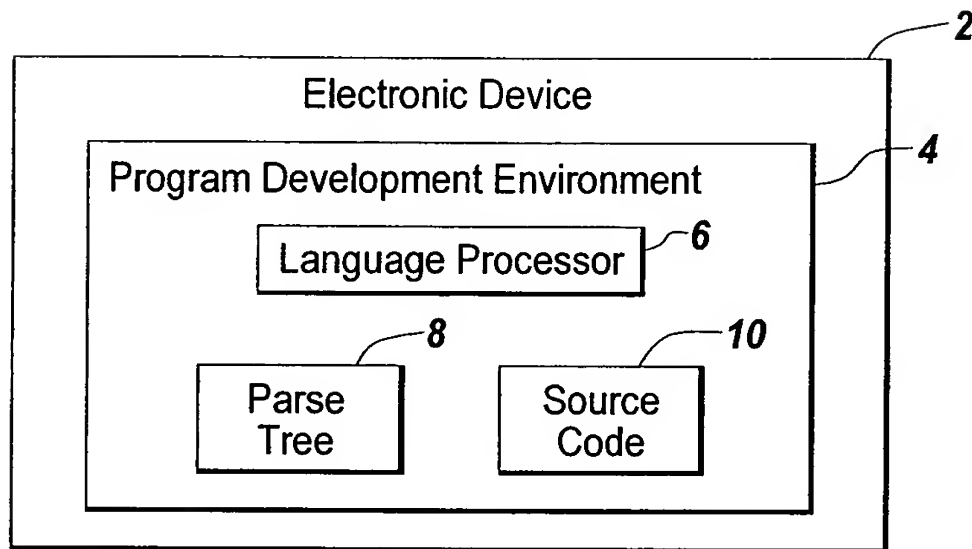 2
Electronic Device
4
Program Development Environment
6
Language Processor
8
10
Parse
Tree
Source
Code